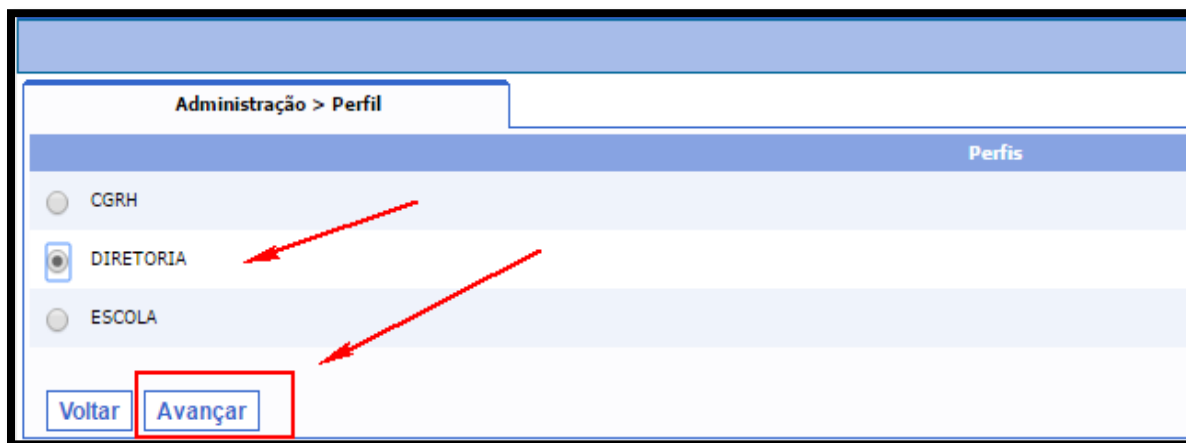 Administração > Perfil
Perfis
CGRH
DIRETORIA
ESCOLA
Voltar Avançar